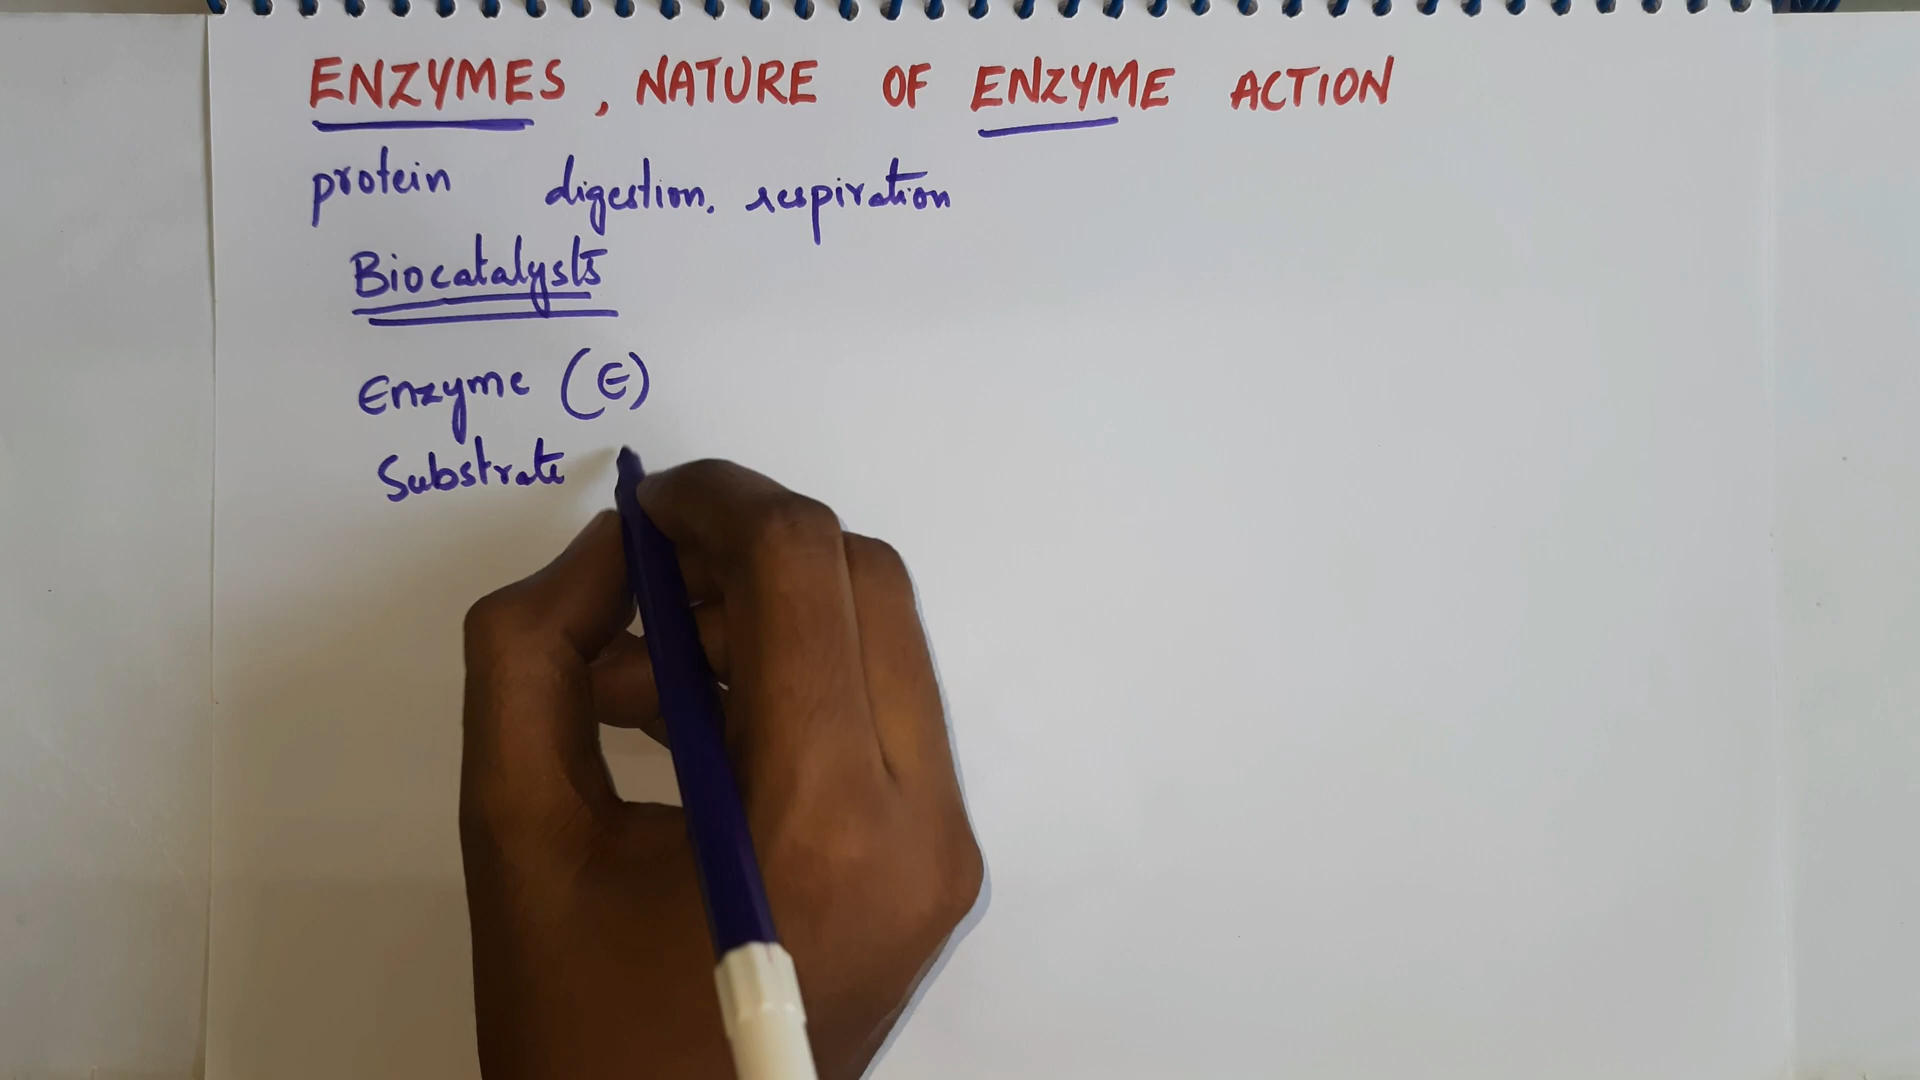 ENZYMES, NATURE OF ENZYME ACTION
protein digestion. respiration
Biocatalysts
Enzyme (E)
Substrate